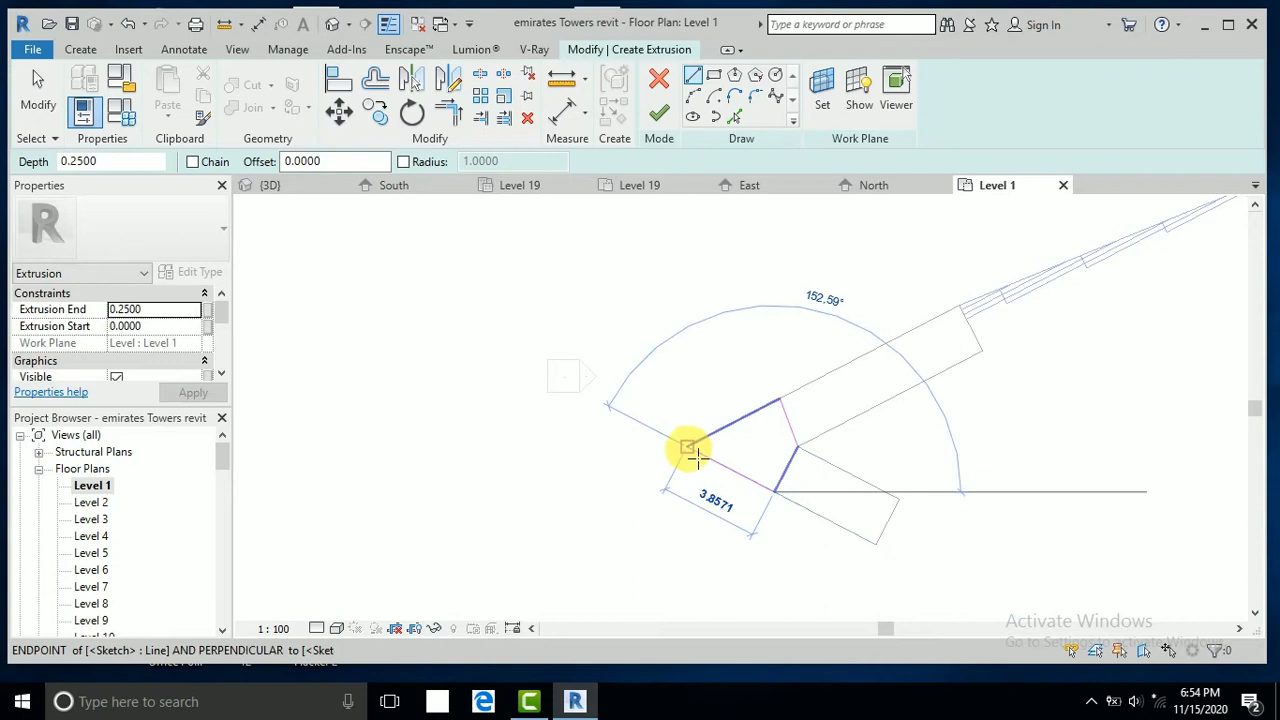 emirates Towers revit - Floor Plan: Level 1
Type a keyword or phrase
Sign In
File
Create
Insert
Annotate
View
Manage
Add-Ins
Enscape™
Lumion®
V-Ray
Modify | Create Extrusion
Modify
Paste
Cut
Join
Set
Show
Viewer
Select
Properties
Clipboard
Geometry
Modify
Measure
Create
Mode
Draw
Work Plane
Depth 0.2500
Chain
Offset: 0.0000
Radius: 1.0000
Properties
{3D}
South
Level 19
Level 19
East
North
Level 1
Extrusion
Edit Type
Constraints
Extrusion End 0.2500
Extrusion Start 0.0000
Work Plane Level : Level 1
Graphics
Visible
Properties help
Apply
Project Browser - emirates Towers revit
Views (all)
Structural Plans
Floor Plans
Level 1
Level 2
Level 3
Level 4
Level 5
Level 6
Level 7
Level 8
Level 9
152.59°
3.8571
Activate Windows
Go to Settings to activate Windows.
1 : 100
:0
ENDPOINT of [<Sketch> : Line] AND PERPENDICULAR to [<Sket
Type here to search
6:54 PM
11/15/2020
2